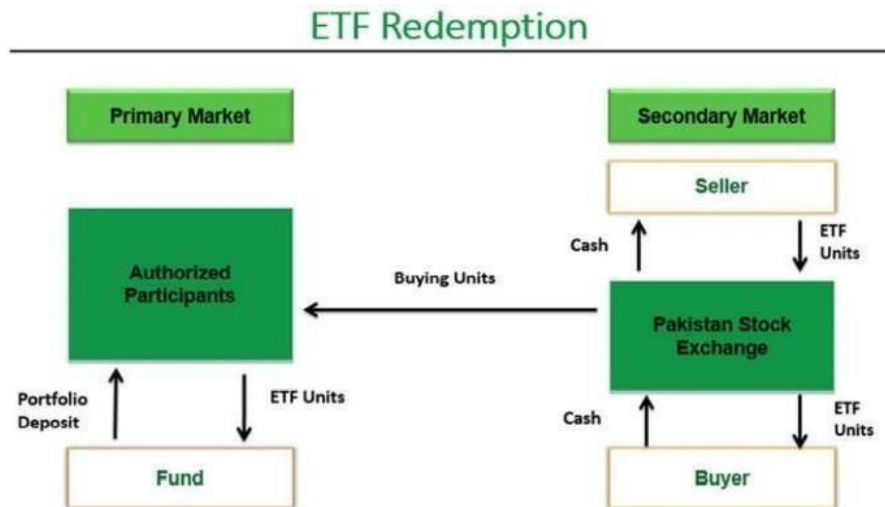 ETF Redemption
Primary Market
Secondary Market
Seller
Cash
ETF
Units
Authorized
Participants
Buying Units
Pakistan Stock
Exchange
Portfolio
Deposit
ETF Units
Cash
ETF
Units
Fund
Buyer